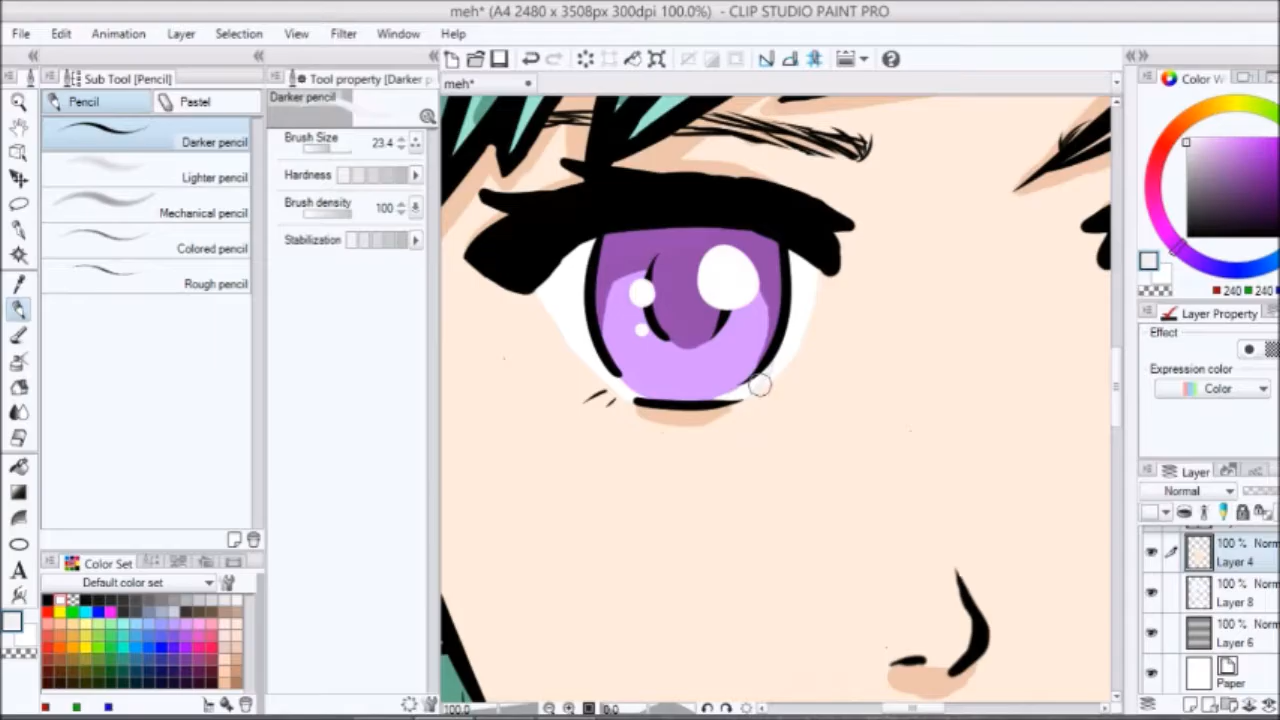 meh* (A4 2480 x 3508px 300dpi 100.0%) - CLIP STUDIO PAINT PRO
File Edit Animation Layer Selection View Filter Window Help
Sub Tool [Pencil]
Tool property [Darker p
meh*
Color W
Pencil
Pastel
Darker pencil
Darker pencil
Lighter pencil
Mechanical pencil
Colored pencil
Rough pencil
Brush Size 23.4
Hardness
Brush density 100
Stabilization
240 240
Layer Property
Effect
Expression color
Color
Layer
Normal
100 % Norm
Layer 4
100 % Norm
Layer 8
100 % Norm
Layer 6
Paper
Color Set
Default color set
A
100.0
0.0